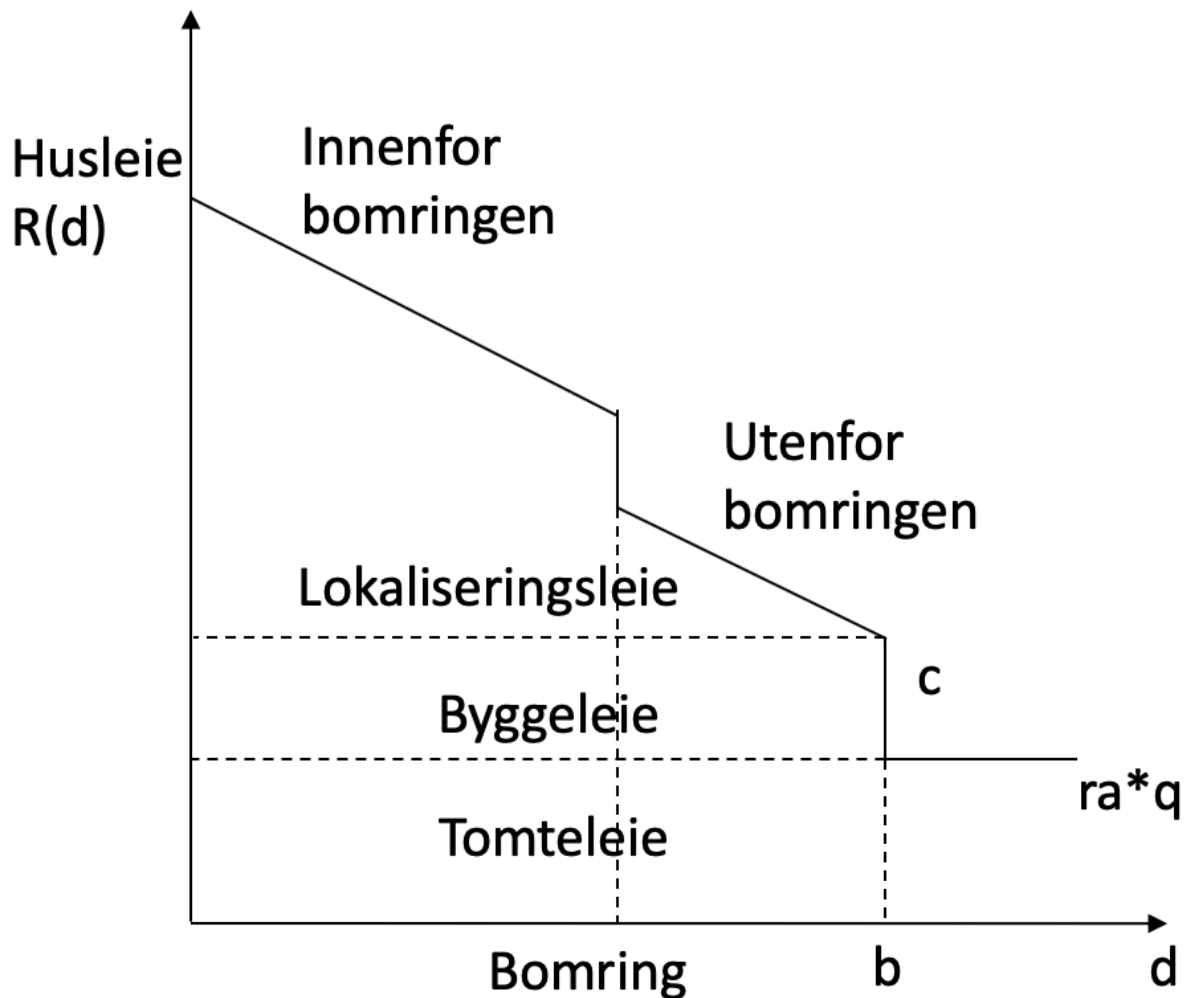 Husleie
R(d)
Innenfor
bomringen
Utenfor
bomringen
Lokaliseringsleie
c
Byggeleie
ra*q
Tomteleie
Bomring
b
d